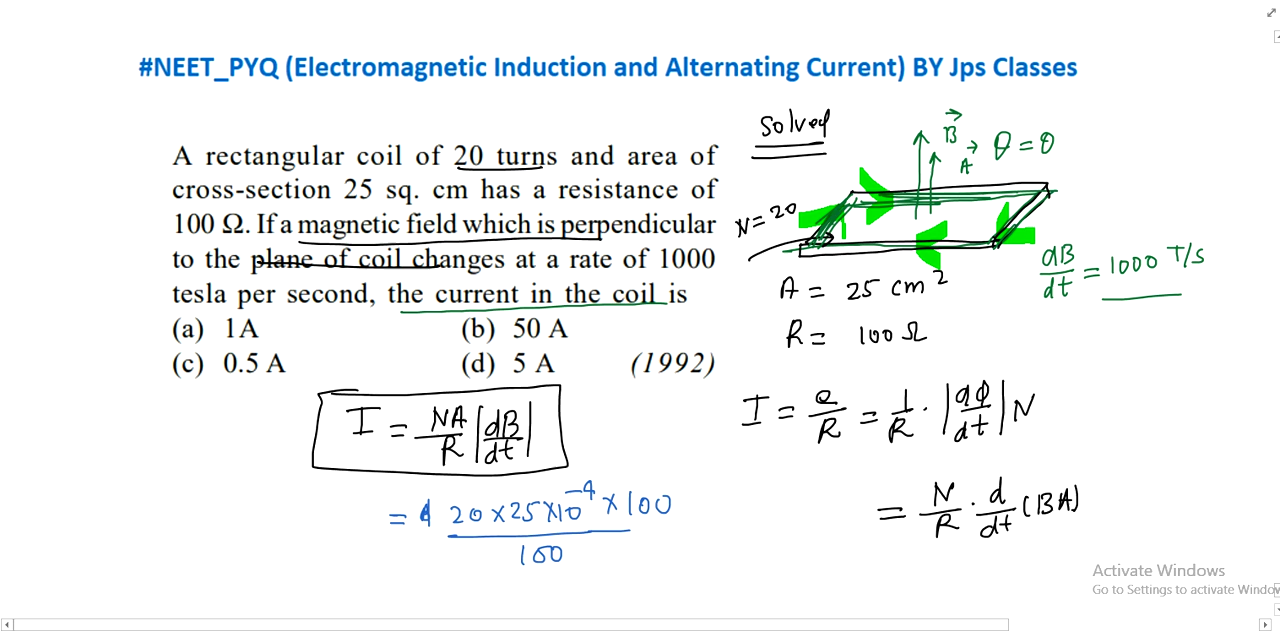 #NEET_PYQ (Electromagnetic Induction and Alternating Current) BY Jps Classes
A rectangular coil of 20 turns and area of
cross-section 25 sq. cm has a resistance of
100 Ω. If a magnetic field which is perpendicular
to the plane of coil changes at a rate of 1000
tesla per second, the current in the coil is
(a) 1A (b) 50 A
(c) 0.5 A (d) 5 A (1992)
Solved
B⃗ A⃗ θ = 0
N = 20
dB/dt = 1000 T/s
A = 25 cm²
R = 100 Ω
I = NA/R |dB/dt|
= 20 × 25 × 10⁻⁴ × 100
100
I = e/R = 1/R · |dφ/dt| N
= N/R · d/dt (BA)
Activate Windows
Go to Settings to activate Window